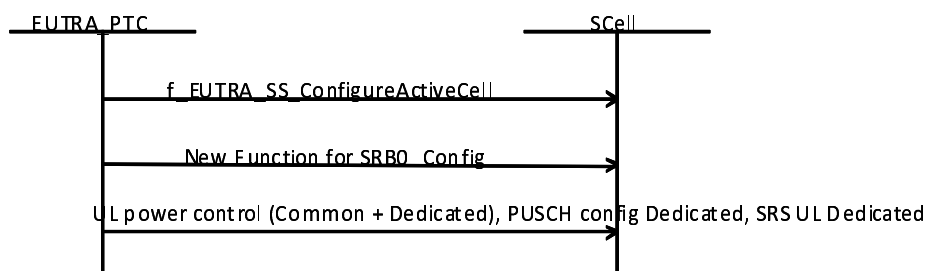 EUTRA_PTC
SCell
f_EUTRA_SS_ConfigureActiveCell
New Function for SRB0_Config
UL power control (Common + Dedicated), PUSCH config Dedicated, SRS UL Dedicated